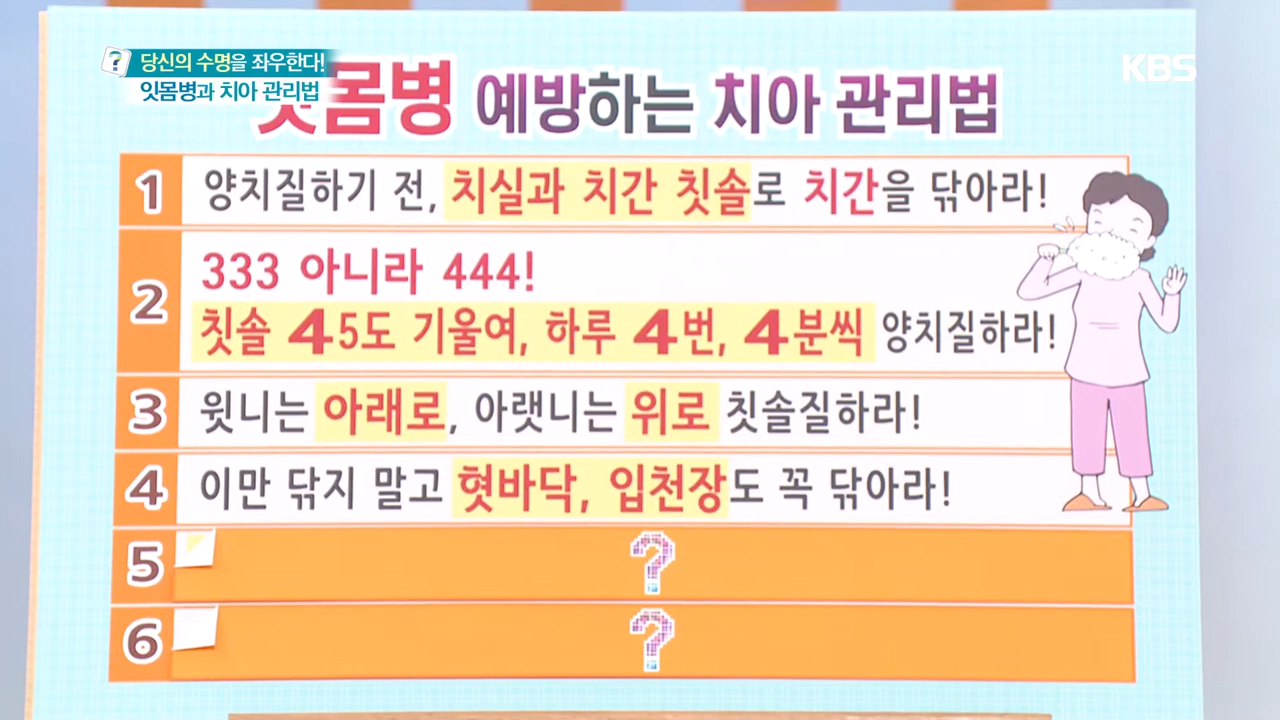 당신의 수명을 좌우한다!
잇몸병과 치아 관리법
KBS
잇몸병 예방하는 치아 관리법
1 양치질하기 전, 치실과 치간 칫솔로 치간을 닦아라!
2 333 아니라 444!
칫솔 45도 기울여, 하루 4번, 4분씩 양치질하라!
3 윗니는 아래로, 아랫니는 위로 칫솔질하라!
4 이만 닦지 말고 혓바닥, 입천장도 꼭 닦아라!
5 ?
6 ?